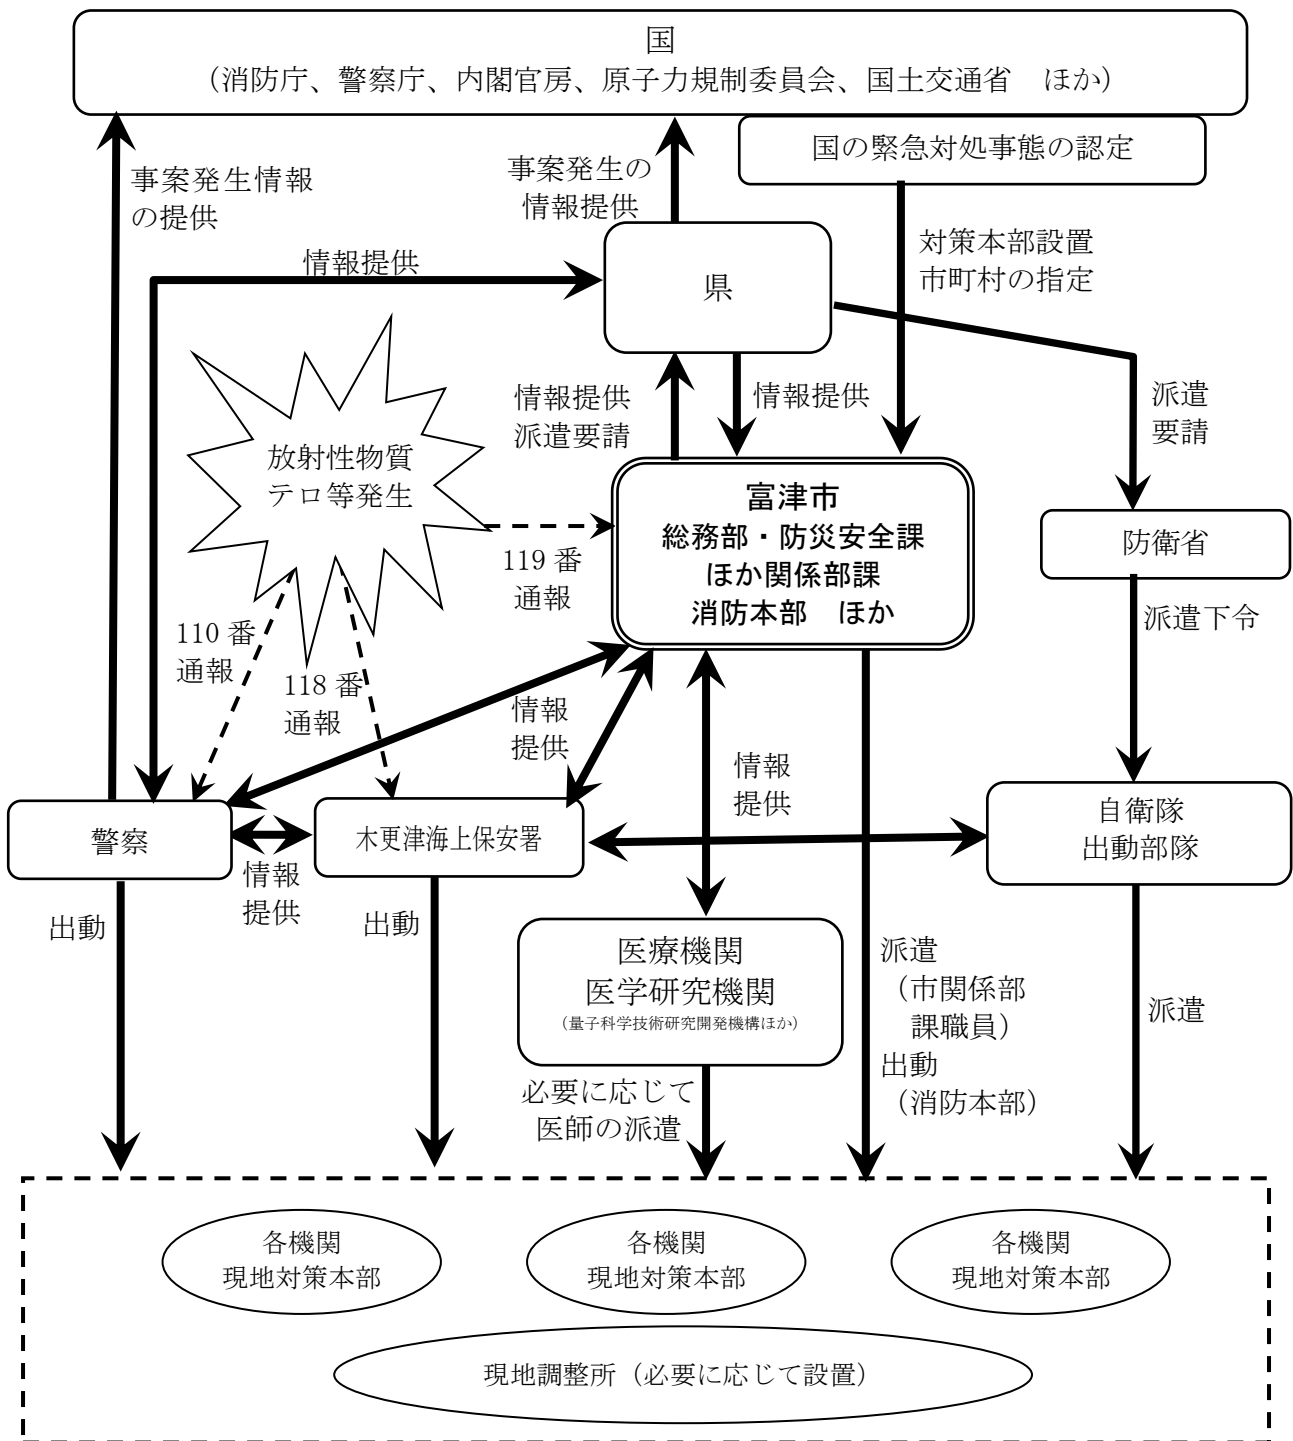 国
（消防庁、警察庁、内閣官房、原子力規制委員会、国土交通省　ほか）
国の緊急対処事態の認定
事案発生情報
の提供
事案発生の
情報提供
対策本部設置
市町村の指定
情報提供
県
情報提供
派遣要請
情報提供
派遣
要請
放射性物質
テロ等発生
富津市
総務部・防災安全課
ほか関係部課
消防本部　ほか
防衛省
119 番
通報
派遣下令
110 番
通報
118 番
通報
情報
提供
情報
提供
警察
木更津海上保安署
自衛隊
出動部隊
情報
提供
出動
出動
医療機関
医学研究機関
（量子科学技術研究開発機構ほか）
派遣
（市関係部
課職員）
出動
（消防本部）
派遣
必要に応じて
医師の派遣
各機関
現地対策本部
各機関
現地対策本部
各機関
現地対策本部
現地調整所（必要に応じて設置）